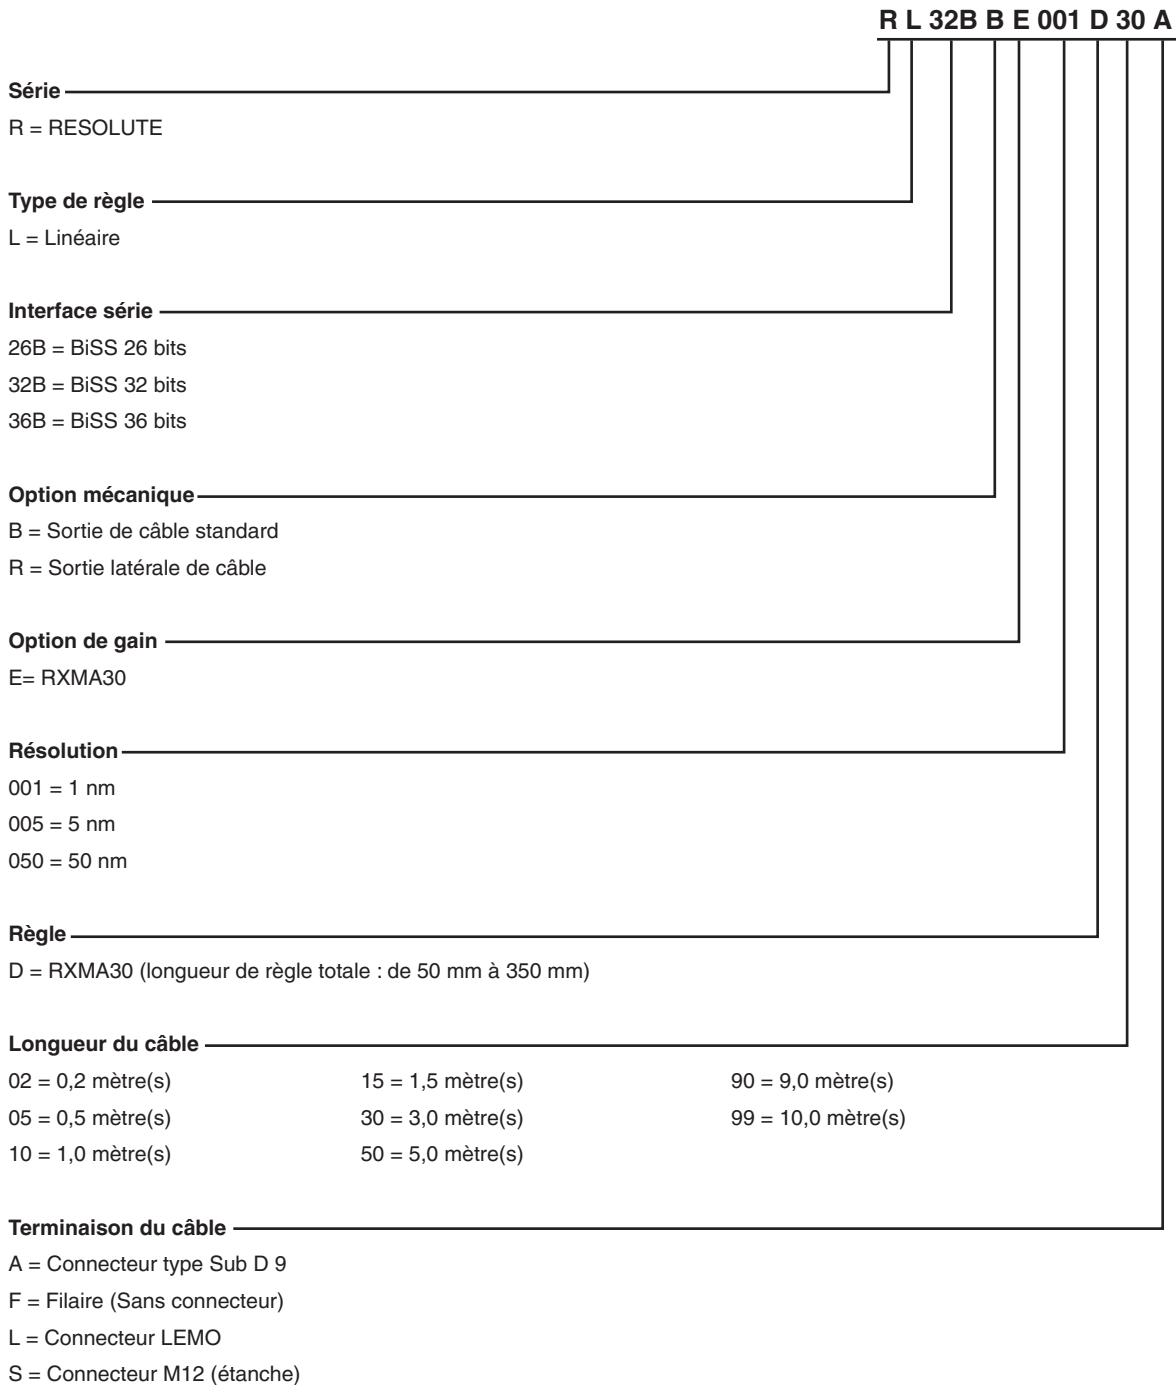 R L 32B B E 001 D 30 A
Série
R = RESOLUTE
Type de règle
L = Linéaire
Interface série
26B = BiSS 26 bits
32B = BiSS 32 bits
36B = BiSS 36 bits
Option mécanique
B = Sortie de câble standard
R = Sortie latérale de câble
Option de gain
E= RXMA30
Résolution
001 = 1 nm
005 = 5 nm
050 = 50 nm
Règle
D = RXMA30 (longueur de règle totale : de 50 mm à 350 mm)
Longueur du câble
02 = 0,2 mètre(s) 15 = 1,5 mètre(s) 90 = 9,0 mètre(s)
05 = 0,5 mètre(s) 30 = 3,0 mètre(s) 99 = 10,0 mètre(s)
10 = 1,0 mètre(s) 50 = 5,0 mètre(s)
Terminaison du câble
A = Connecteur type Sub D 9
F = Filaire (Sans connecteur)
L = Connecteur LEMO
S = Connecteur M12 (étanche)